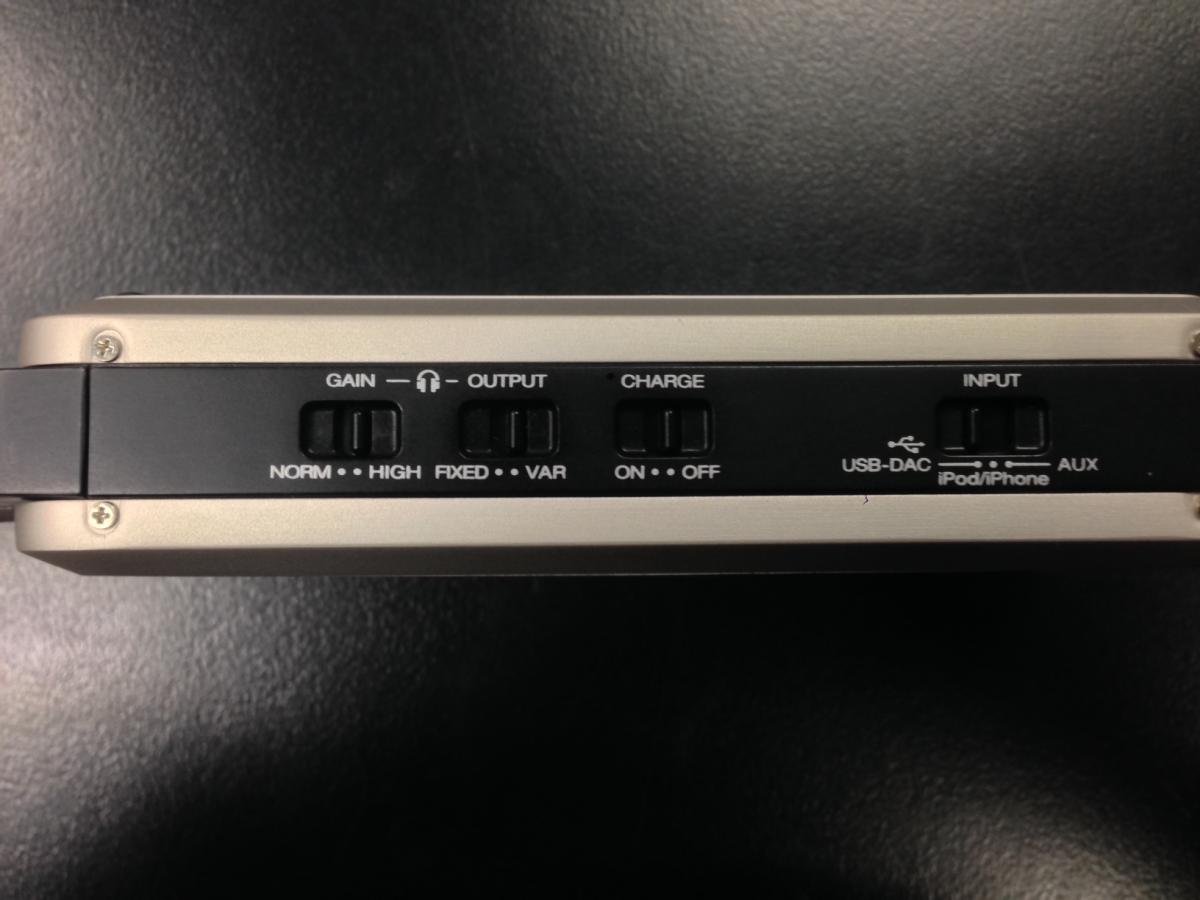 GAIN — OUTPUT CHARGE INPUT
NORM •• HIGH FIXED •• VAR ON •• OFF USB-DAC •• AUX
iPod/iPhone